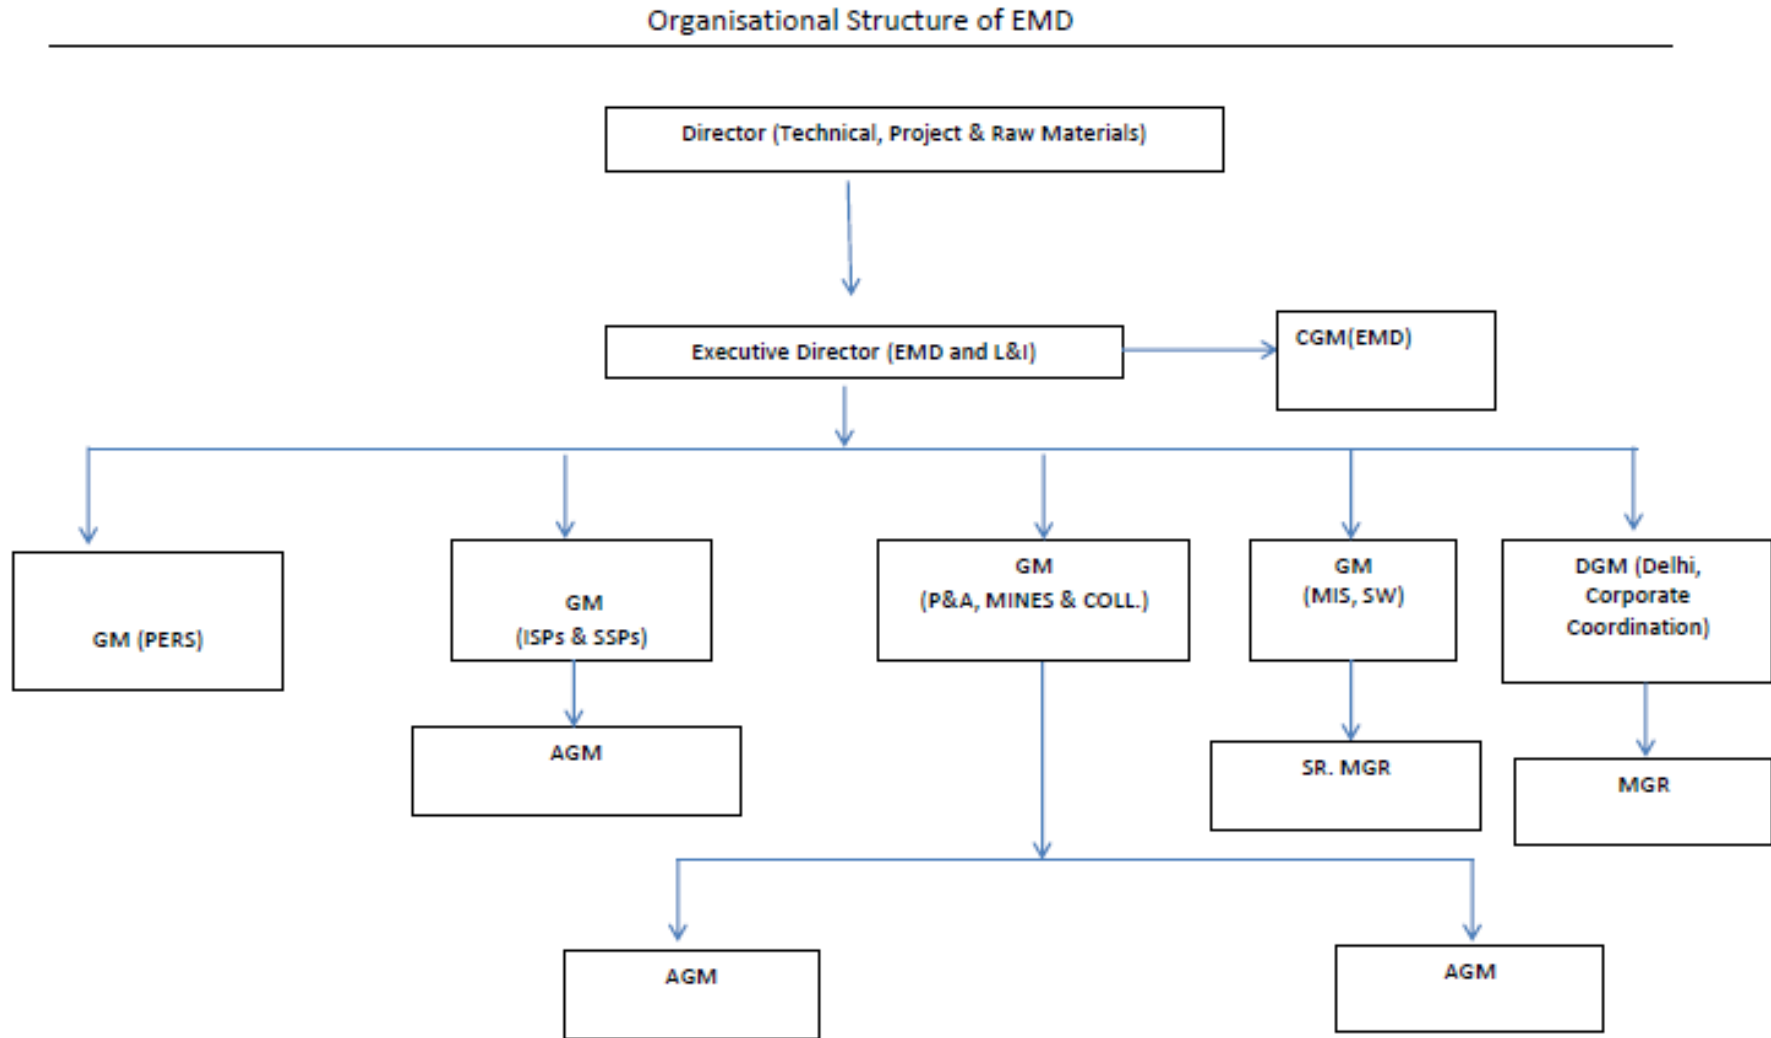 Organisational Structure of EMD
Director (Technical, Project & Raw Materials)
Executive Director (EMD and L&I)
CGM(EMD)
GM (PERS)
GM
(ISPs & SSPs)
GM
(P&A, MINES & COLL.)
GM
(MIS, SW)
DGM (Delhi,
Corporate
Coordination)
AGM
SR. MGR
MGR
AGM
AGM